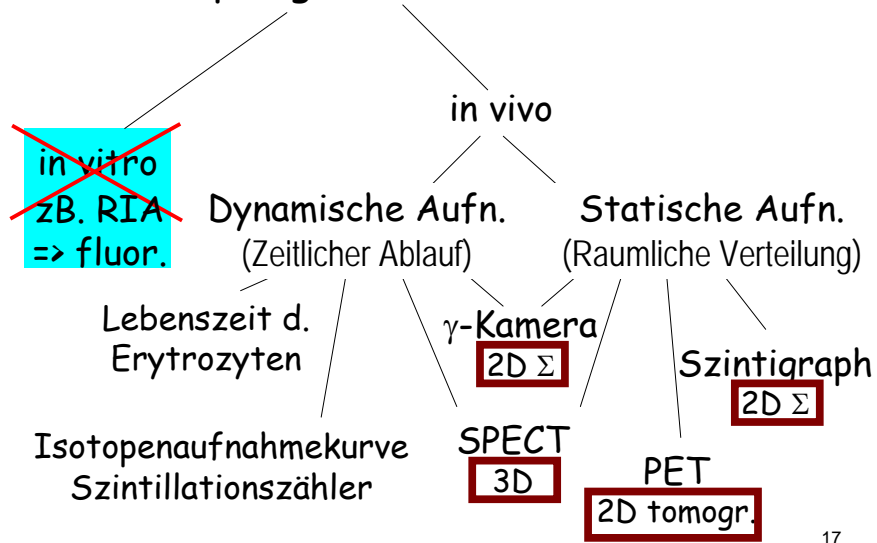 in vivo
in vitro
zB. RIA
=> fluor.
Dynamische Aufn.
(Zeitlicher Ablauf)
Statische Aufn.
(Raumliche Verteilung)
Lebenszeit d.
Erytrozyten
γ-Kamera
2D Σ
Szintigraph
2D Σ
Isotopenaufnahmekurve
Szintillationszähler
SPECT
3D
PET
2D tomogr.
17